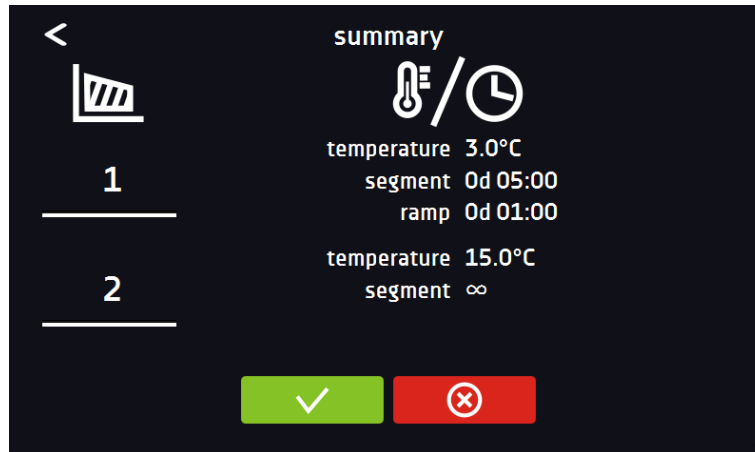 summary
1
temperature 3.0°C
segment 0d 05:00
ramp 0d 01:00
2
temperature 15.0°C
segment ∞